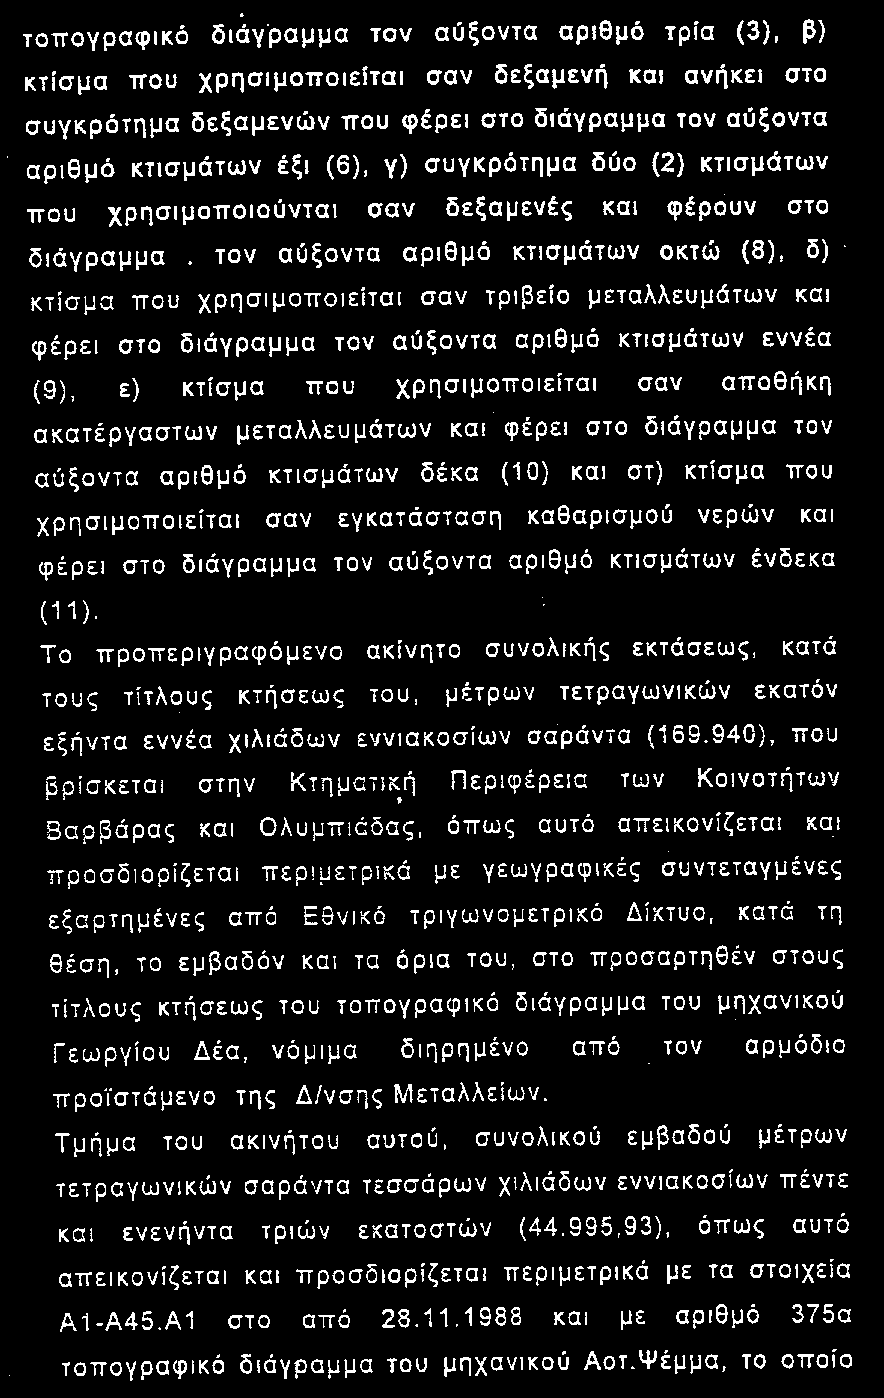 τοπογραφικό διάγραμμα τον αύξοντα αριθμό τρία (3), β)
κτίσμα που χρησιμοποιείται σαν δεξαμενή και ανήκει στο
συγκρότημα δεξαμενών που φέρει στο διάγραμμα τον αύξοντα
αριθμό κτισμάτων έξι (6), γ) συγκρότημα δύο (2) κτισμάτων
που χρησιμοποιούνται σαν δεξαμενές και φέρουν στο
διάγραμμα . τον αύξοντα αριθμό κτισμάτων οκτώ (8), δ)
κτίσμα που χρησιμοποιείται σαν τριβείο μεταλλευμάτων και
φέρει στο διάγραμμα τον αύξοντα αριθμό κτισμάτων εννέα
(9), ε) κτίσμα που χρησιμοποιείται σαν αποθήκη
ακατέργαστων μεταλλευμάτων και φέρει στο διάγραμμα τον
αύξοντα αριθμό κτισμάτων δέκα (10) και στ) κτίσμα που
χρησιμοποιείται σαν εγκατάσταση καθαρισμού νερών και
φέρει στο διάγραμμα τον αύξοντα αριθμό κτισμάτων ένδεκα
(11).
Το προπεριγραφόμενο ακίνητο συνολικής εκτάσεως, κατά
τους τίτλους κτήσεως του, μέτρων τετραγωνικών εκατόν
εξήντα εννέα χιλιάδων εννιακοσίων σαράντα (169.940), που
βρίσκεται στην Κτηματική Περιφέρεια των Κοινοτήτων
Βαρβάρας και Ολυμπιάδας, όπως αυτό απεικονίζεται και
προσδιορίζεται περιμετρικά με γεωγραφικές συντεταγμένες
εξαρτημένες από Εθνικό τριγωνομετρικό Δίκτυο, κατά τη
θέση, το εμβαδόν και τα όρια του, στο προσαρτηθέν στους
τίτλους κτήσεως του τοπογραφικό διάγραμμα του μηχανικού
Γεωργίου Δέα, νόμιμα διηρημένο από τον αρμόδιο
προϊστάμενο της Δ/νσης Μεταλλείων.
Τμήμα του ακινήτου αυτού, συνολικού εμβαδού μέτρων
τετραγωνικών σαράντα τεσσάρων χιλιάδων εννιακοσίων πέντε
και ενενήντα τριών εκατοστών (44.995,93), όπως αυτό
απεικονίζεται και προσδιορίζεται περιμετρικά με τα στοιχεία
Α1-Α45.Α1 στο από 28.11.1988 και με αριθμό 375α
τοπογραφικό διάγραμμα του μηχανικού Αστ.Ψέμμα, το οποίο